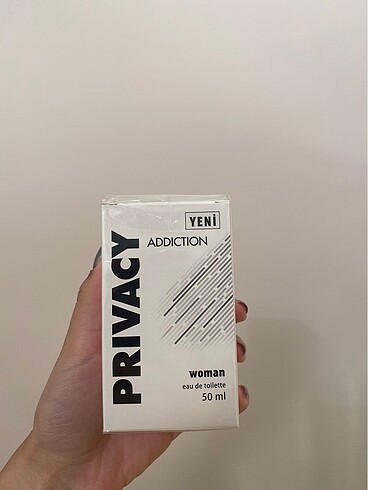 YENİ
ADDICTION
PRIVACY
woman
eau de toilette
50 ml